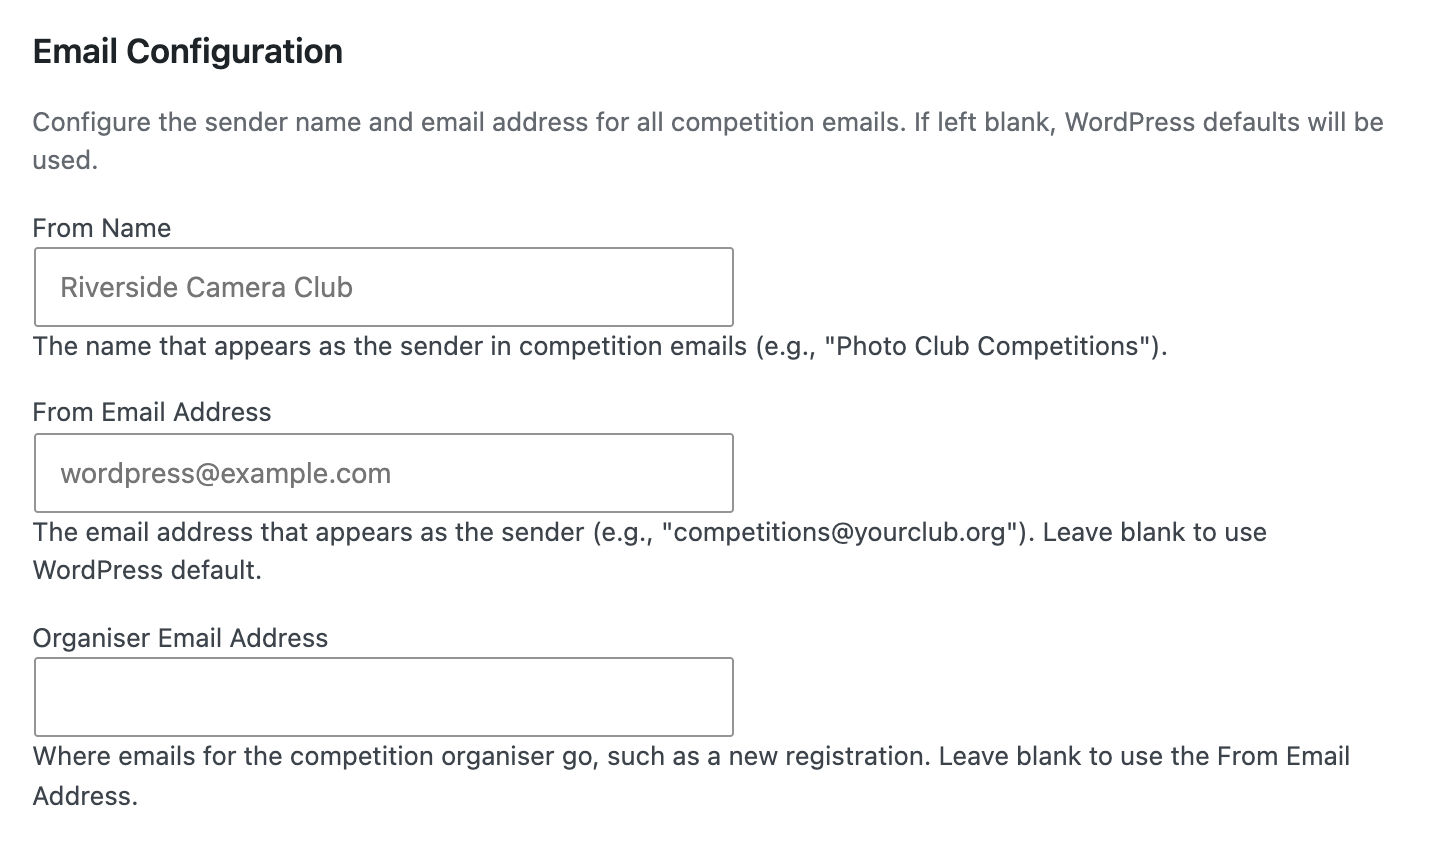 Email Configuration
Configure the sender name and email address for all competition emails. If left blank, WordPress defaults will be
used.
From Name
Riverside Camera Club
The name that appears as the sender in competition emails (e.g., "Photo Club Competitions").
From Email Address
wordpress@example.com
The email address that appears as the sender (e.g., "competitions@yourclub.org"). Leave blank to use
WordPress default.
Organiser Email Address
Where emails for the competition organiser go, such as a new registration. Leave blank to use the From Email
Address.